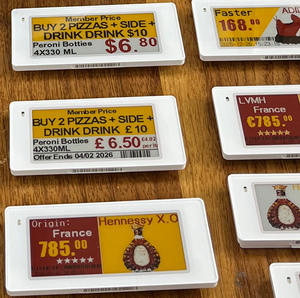 Member Price
BUY 2 PIZZAS + SIDE +
DRINK DRINK $10
Peroni Bottles
4X330 ML
$6.80
Faster
168.00
Member Price
BUY 2 PIZZAS + SIDE +
DRINK DRINK £10
Peroni Bottles
4X330ML
£6.50
Offer Ends 04/02 2026
LVMH
France
€785.00
Origin:
France
785.00
Hennessy X.O